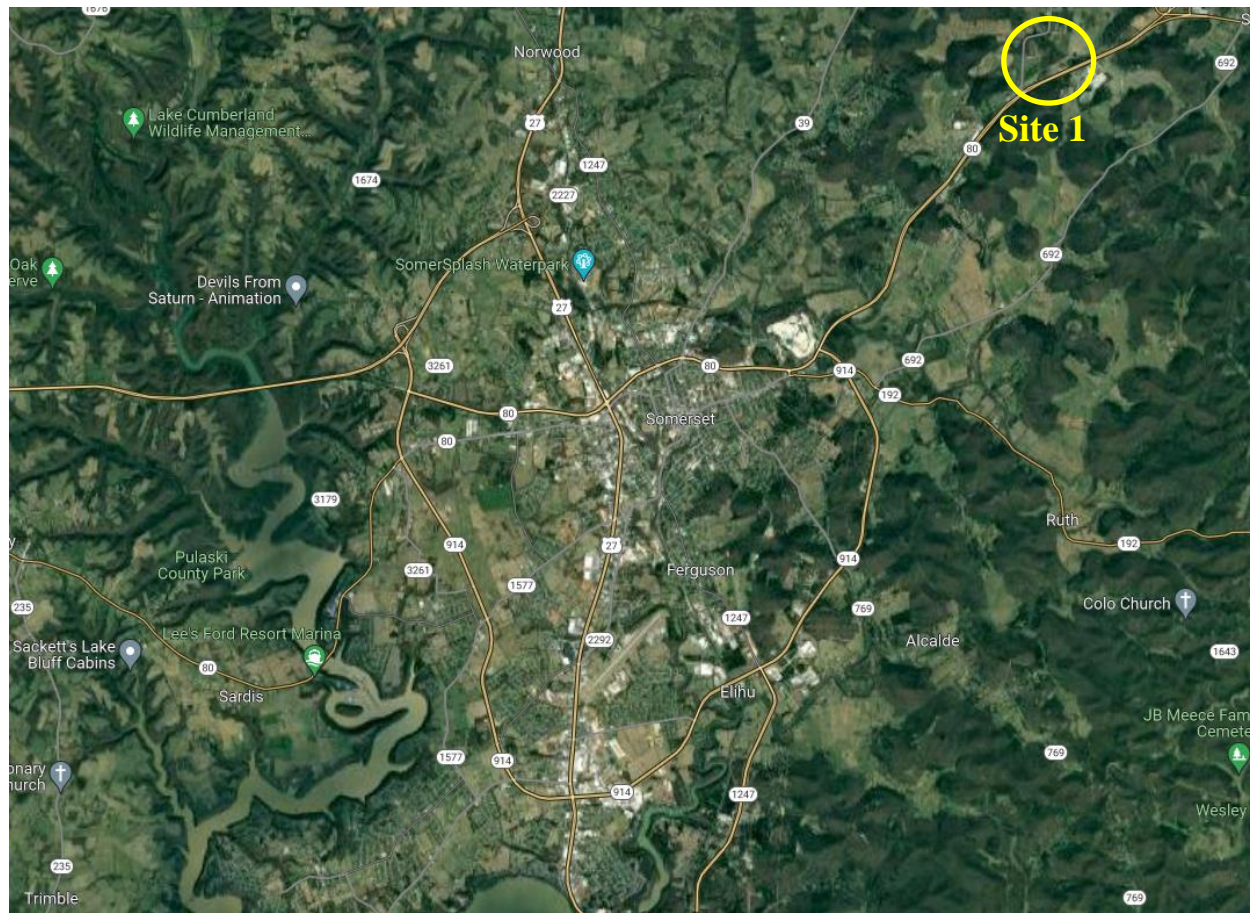 1676
Norwood
S
692
Lake Cumberland
Wildlife Management...
27
Site 1
39
80
1247
1674
2227
692
SomerSplash Waterpark
Oak
erve
Devils From
Saturn - Animation
27
692
3261
80
914
192
80
Somerset
80
3179
Ruth
914
27
192
Pulaski
County Park
914
3261
Ferguson
1577
235
769
Colo Church
Lee's Ford Resort Marina
1247
2292
Alcalde
Sackett's Lake
Bluff Cabins
1643
80
Sardis
Elihu
JB Meece Fam
Cemete
769
1577
914
onary
hurch
914
1247
Wesley
235
Trimble
769